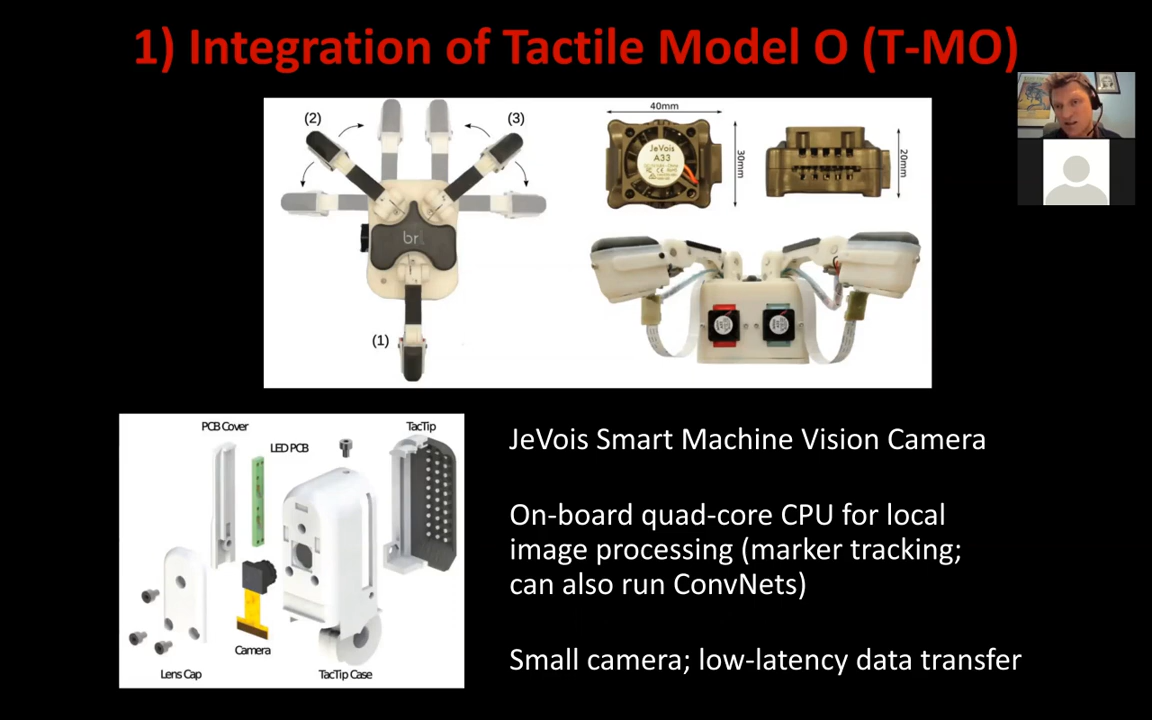 1) Integration of Tactile Model O (T-MO)
(2)
(3)
brl
(1)
40mm
JeVois
A33
30mm
20mm
PCB Cover
LED PCB
TacTip
Camera
Lens Cap
TacTip Case
JeVois Smart Machine Vision Camera
On-board quad-core CPU for local
image processing (marker tracking;
can also run ConvNets)
Small camera; low-latency data transfer